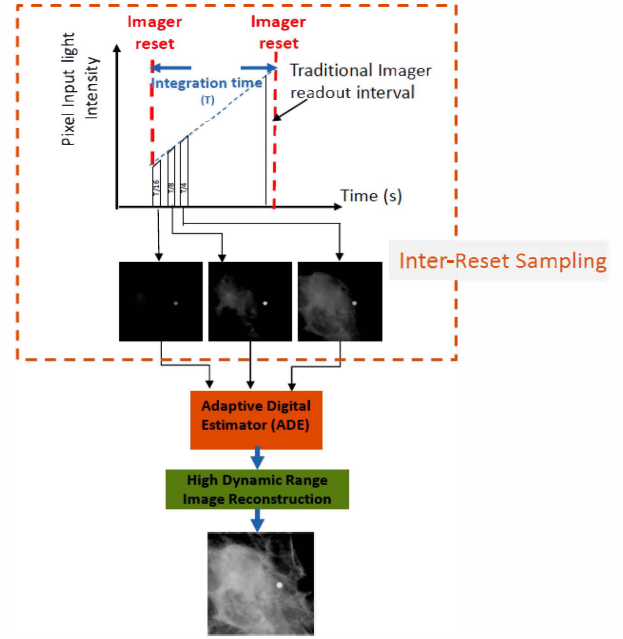 Imager
reset
Imager
reset
Pixel Input light
Intensity
Integration time
(T)
Traditional Imager
readout interval
T/16
T/8
T/4
Time (s)
Inter-Reset Sampling
Adaptive Digital
Estimator (ADE)
High Dynamic Range
Image Reconstruction